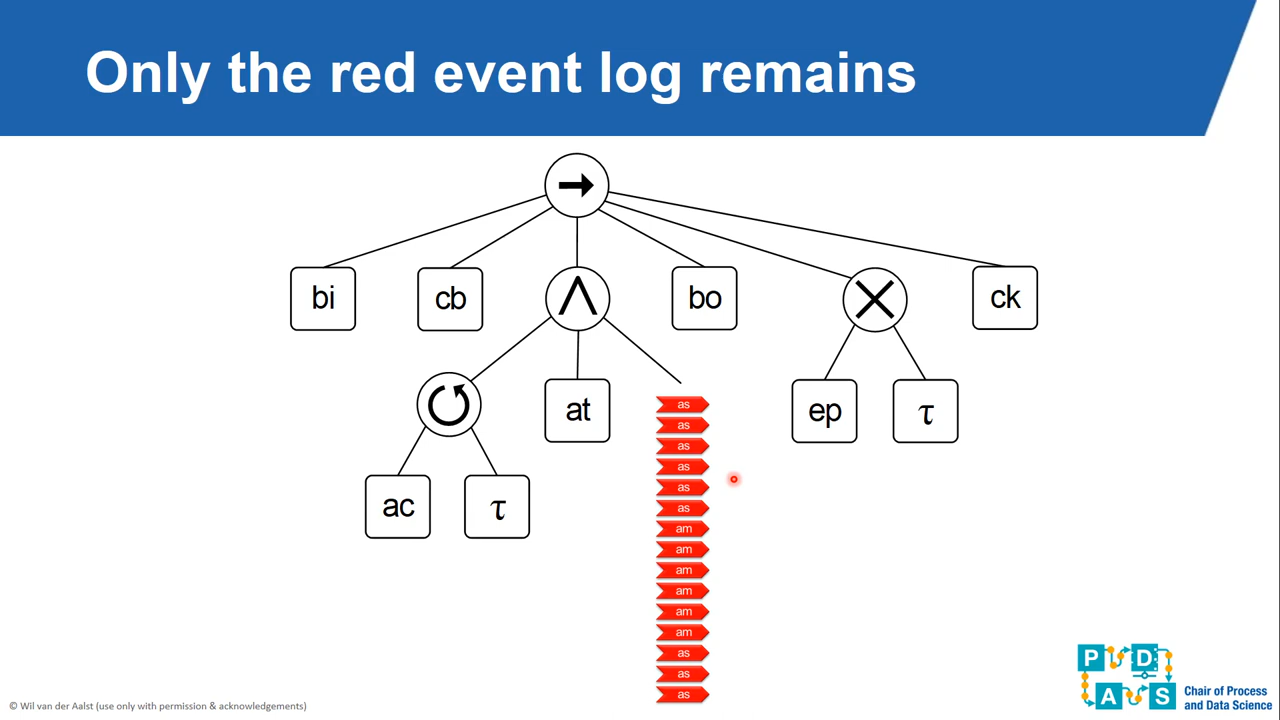 Only the red event log remains
bi
cb
bo
ck
at
ep
τ
ac
τ
as
as
as
as
as
as
am
am
am
am
am
am
as
as
as
P D
A S
Chair of Process
and Data Science
© Wil van der Aalst (use only with permission & acknowledgements)